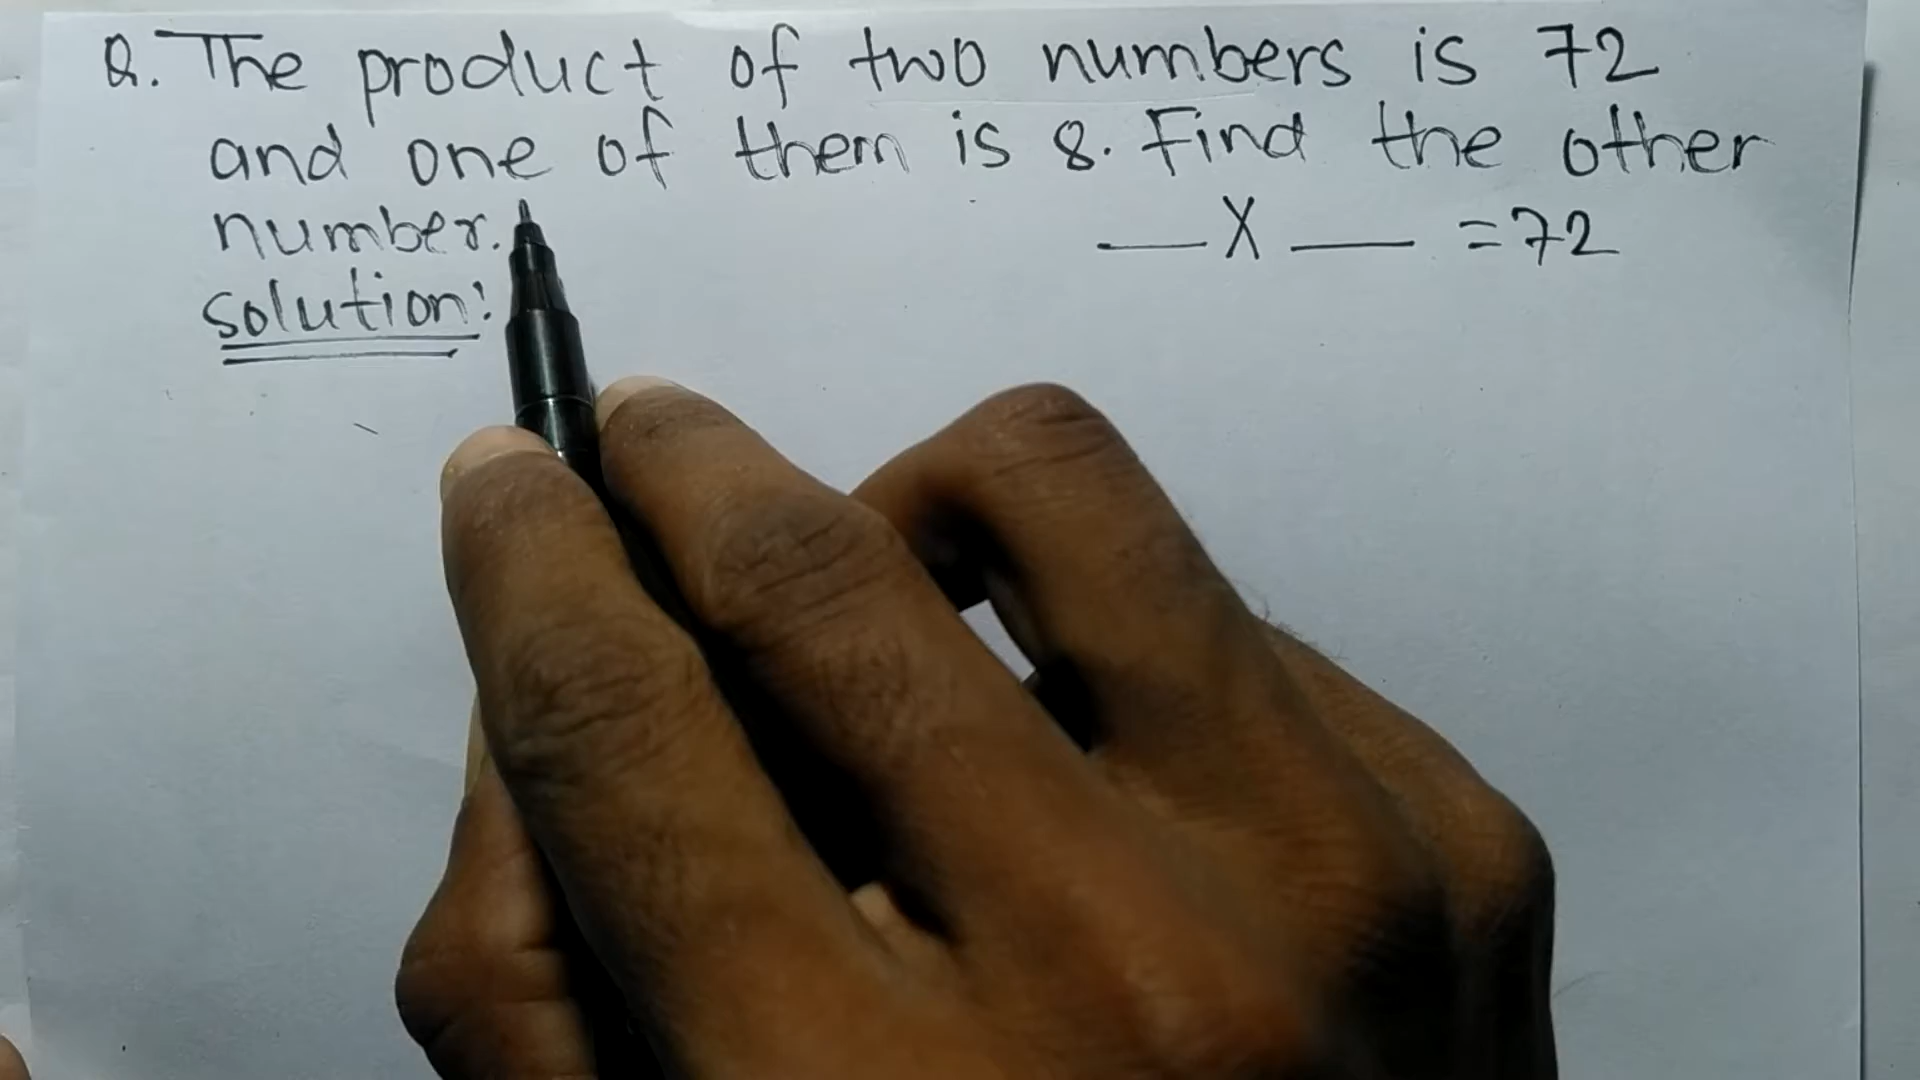 Q. The product of two numbers is 72
and one of them is 8. Find the other
number.
__ X __ = 72
solution: